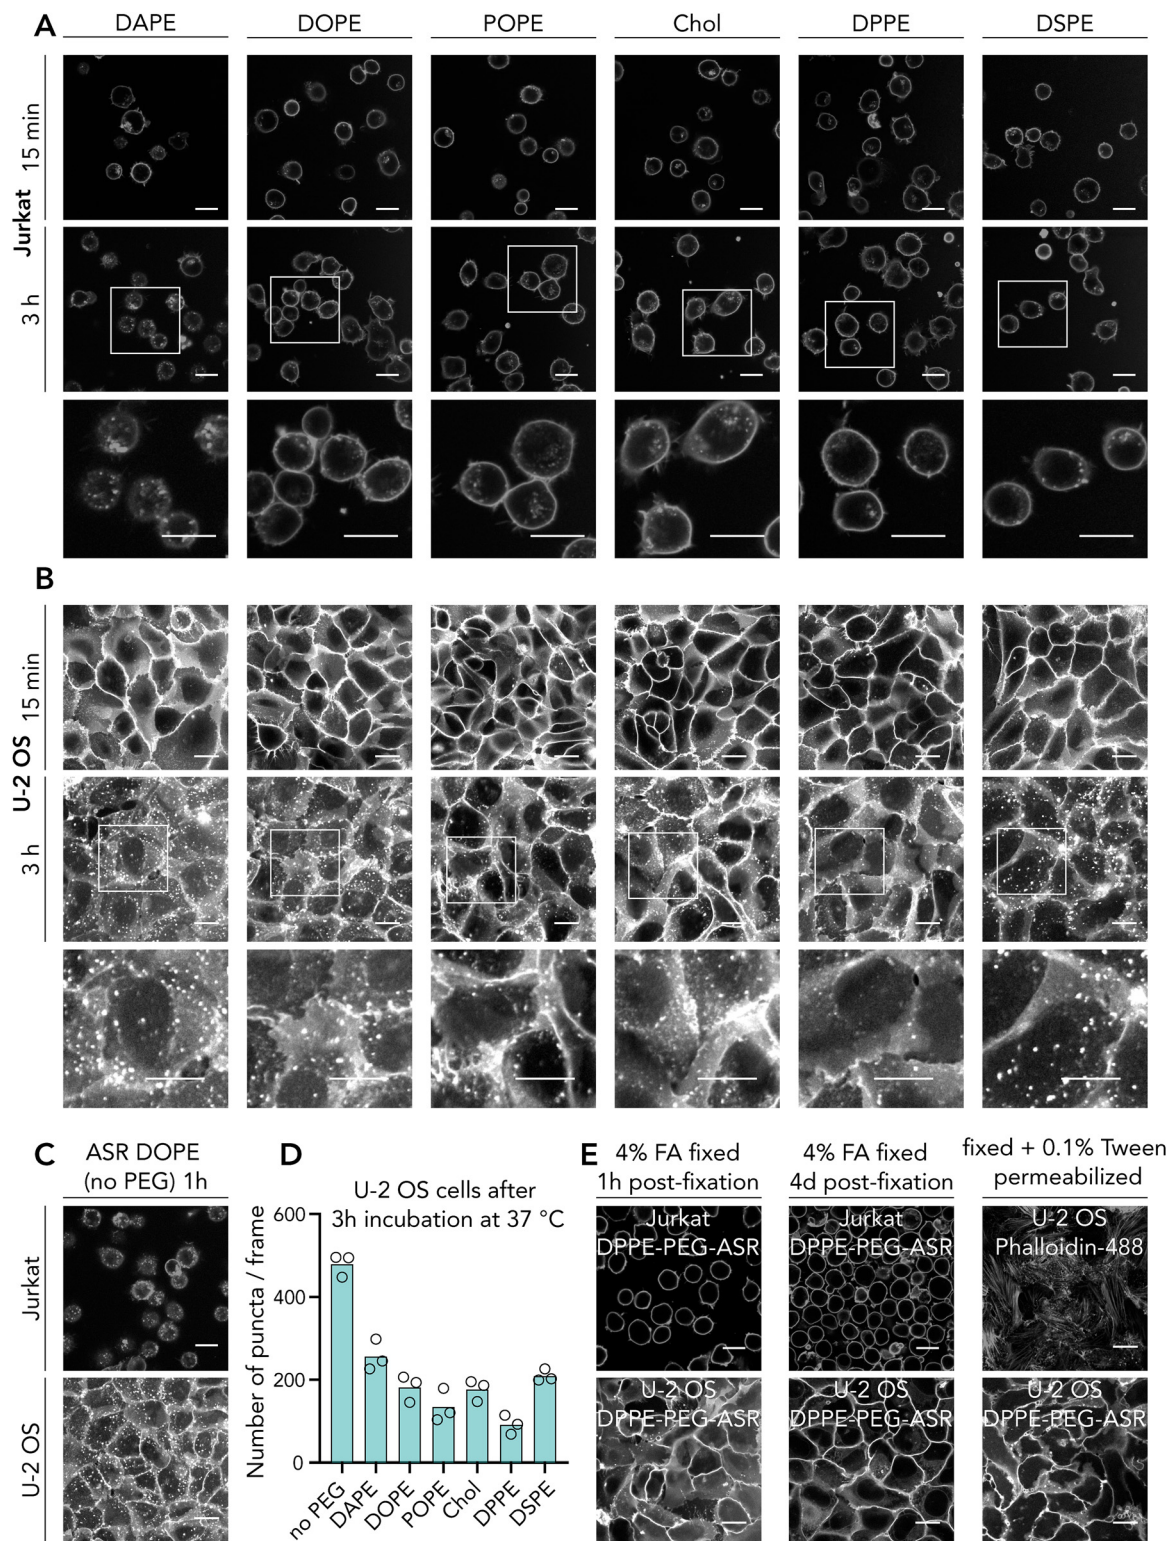 A
DAPE
DOPE
POPE
Chol
DPPE
DSPE
Jurkat
15 min
3 h
B
U-2 OS
15 min
3 h
C
ASR DOPE
(no PEG) 1h
Jurkat
U-2 OS
D
U-2 OS cells after
3h incubation at 37 °C
Number of puncta / frame
600
400
200
0
no PEG
DAPE
DOPE
POPE
Chol
DPPE
DSPE
E
4% FA fixed
1h post-fixation
4% FA fixed
4d post-fixation
fixed + 0.1% Tween
permeabilized
Jurkat
DPPE-PEG-ASR
Jurkat
DPPE-PEG-ASR
U-2 OS
Phalloidin-488
U-2 OS
DPPE-PEG-ASR
U-2 OS
DPPE-PEG-ASR
U-2 OS
DPPE-PEG-ASR